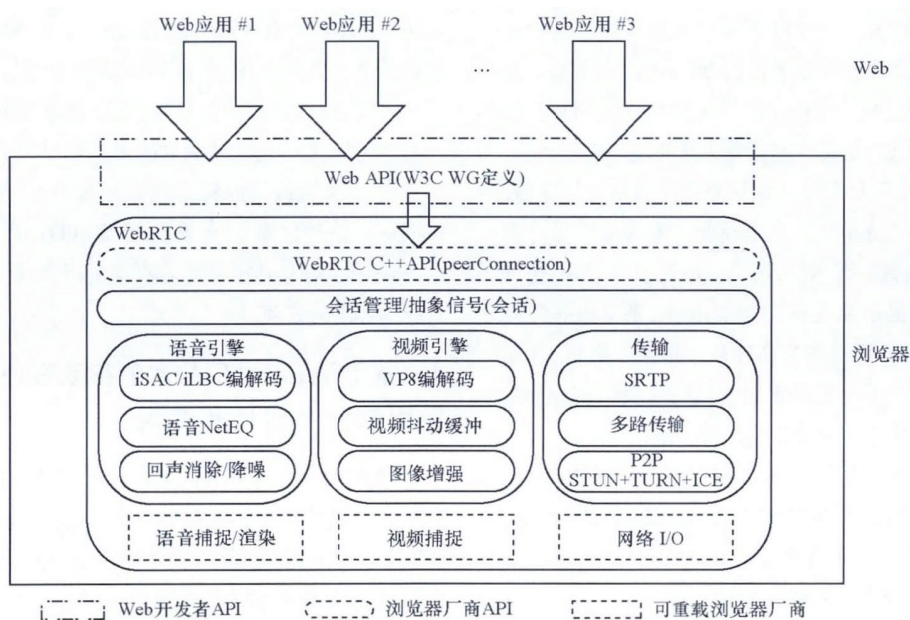 Web应用 #1
Web应用 #2
Web应用 #3
...
Web
Web API(W3C WG定义)
WebRTC
WebRTC C++API(peerConnection)
会话管理/抽象信号(会话)
浏览器
语音引擎
iSAC/iLBC编解码
语音NetEQ
回声消除/降噪
视频引擎
VP8编解码
视频抖动缓冲
图像增强
传输
SRTP
多路传输
P2P
STUN+TURN+ICE
语音捕捉/渲染
视频捕捉
网络 I/O
Web开发者API
浏览器厂商API
可重载浏览器厂商